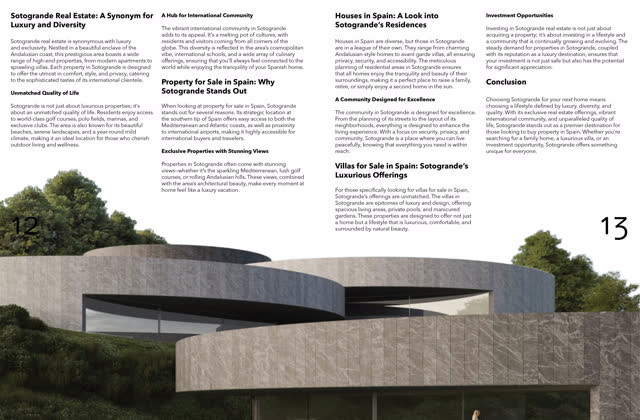 Sotogrande Real Estate: A Synonym for
Luxury and Diversity
Sotogrande real estate is synonymous with luxury
and exclusivity. Nestled in a beautiful enclave of the
Andalusian coast, this prestigious area boasts a wide
range of high-end properties, from modern apartments to
sprawling villas. Each property in Sotogrande is designed
to offer the utmost in comfort, style, and privacy, catering
to the sophisticated tastes of its international clientele.
Unmatched Quality of Life
Sotogrande is not just about luxurious properties; it's
about an unmatched quality of life. Residents enjoy access
to world-class golf courses, polo fields, marinas, and
exclusive clubs. The area is also known for its beautiful
beaches, serene landscapes, and a year-round mild
climate, making it an ideal location for those who cherish
outdoor living and wellness.
A Hub for International Community
The vibrant international community in Sotogrande
adds to its appeal. It's a melting pot of cultures, with
residents and visitors coming from all corners of the
globe. This diversity is reflected in the area's cosmopolitan
vibe, international schools, and a wide array of culinary
offerings, ensuring that you'll always feel connected to the
world while enjoying the tranquility of your Spanish home.
Property for Sale in Spain: Why
Sotogrande Stands Out
When looking at property for sale in Spain, Sotogrande
stands out for several reasons. Its strategic location at
the southern tip of Spain offers easy access to both the
Mediterranean and Atlantic coasts, as well as proximity
to international airports, making it highly accessible for
international buyers and travelers.
Exclusive Properties with Stunning Views
Properties in Sotogrande often come with stunning
views–whether it's the sparkling Mediterranean, lush golf
courses, or rolling Andalusian hills. These views, combined
with the area's architectural beauty, make every moment at
home feel like a luxury vacation.
12
Houses in Spain: A Look into
Sotogrande's Residences
Houses in Spain are diverse, but those in Sotogrande
are in a league of their own. They range from charming
Andalusian-style homes to avant-garde villas, all ensuring
privacy, security, and accessibility. The meticulous
planning of residential areas in Sotogrande ensures
that all homes enjoy the tranquility and beauty of their
surroundings, making it a perfect place to raise a family,
retire, or simply enjoy a second home in the sun.
A Community Designed for Excellence
The community in Sotogrande is designed for excellence.
From the planning of its streets to the layout of its
neighborhoods, everything is designed to enhance the
living experience. With a focus on security, privacy, and
community, Sotogrande is a place where you can live
peacefully, knowing that everything you need is within
reach.
Villas for Sale in Spain: Sotogrande's
Luxurious Offerings
For those specifically looking for villas for sale in Spain,
Sotogrande's offerings are unmatched. The villas in
Sotogrande are epitomes of luxury and design, offering
spacious living areas, private pools, and manicured
gardens. These properties are designed to offer not just
a home but a lifestyle that is luxurious, comfortable, and
surrounded by natural beauty.
Investment Opportunities
Investing in Sotogrande real estate is not just about
acquiring a property; it's about investing in a lifestyle and
a community that is continually growing and evolving. The
steady demand for properties in Sotogrande, coupled
with its reputation as a luxury destination, ensures that
your investment is not just safe but also has the potential
for significant appreciation.
Conclusion
Choosing Sotogrande for your next home means
choosing a lifestyle defined by luxury, diversity, and
quality. With its exclusive real estate offerings, vibrant
international community, and unparalleled quality of
life, Sotogrande stands out as a premier destination for
those looking to buy property in Spain. Whether you're
searching for a family home, a luxurious villa, or an
investment opportunity, Sotogrande offers something
unique for everyone.
13